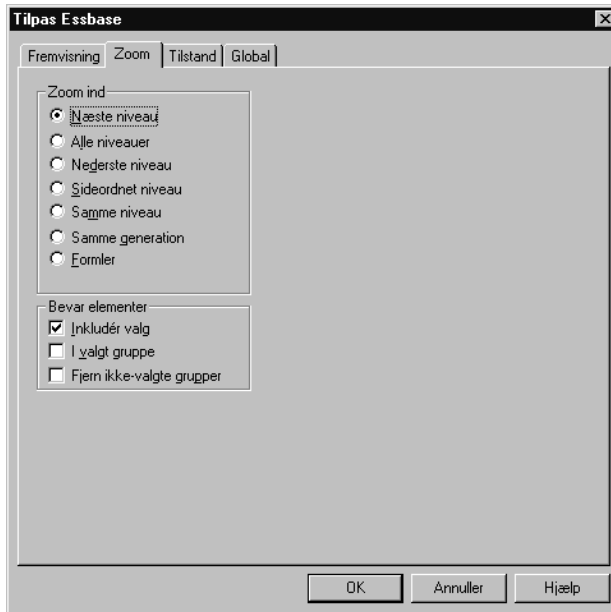 Tilpas Essbase
Fremvisning Zoom Tilstand Global
Zoom ind
Næste niveau
Alle niveauer
Nederste niveau
Sideordnet niveau
Samme niveau
Samme generation
Formler
Bevar elementer
Inkludér valg
I valgt gruppe
Fjern ikke-valgte grupper
OK Annuller Hjælp